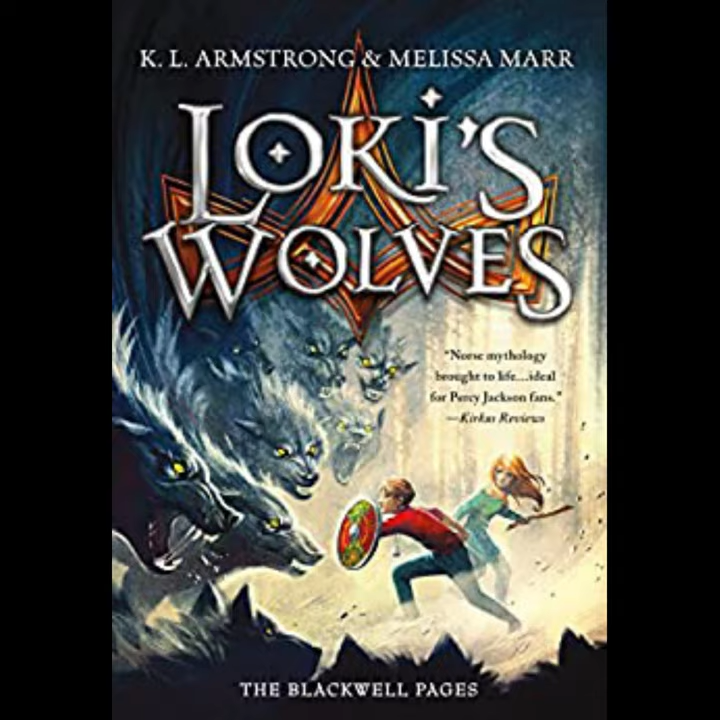 K. L. ARMSTRONG & MELISSA MARR
LOKI'S
WOLVES
"Norse mythology
brought to life...ideal
for Percy Jackson fans."
—Kirkus Reviews
THE BLACKWELL PAGES